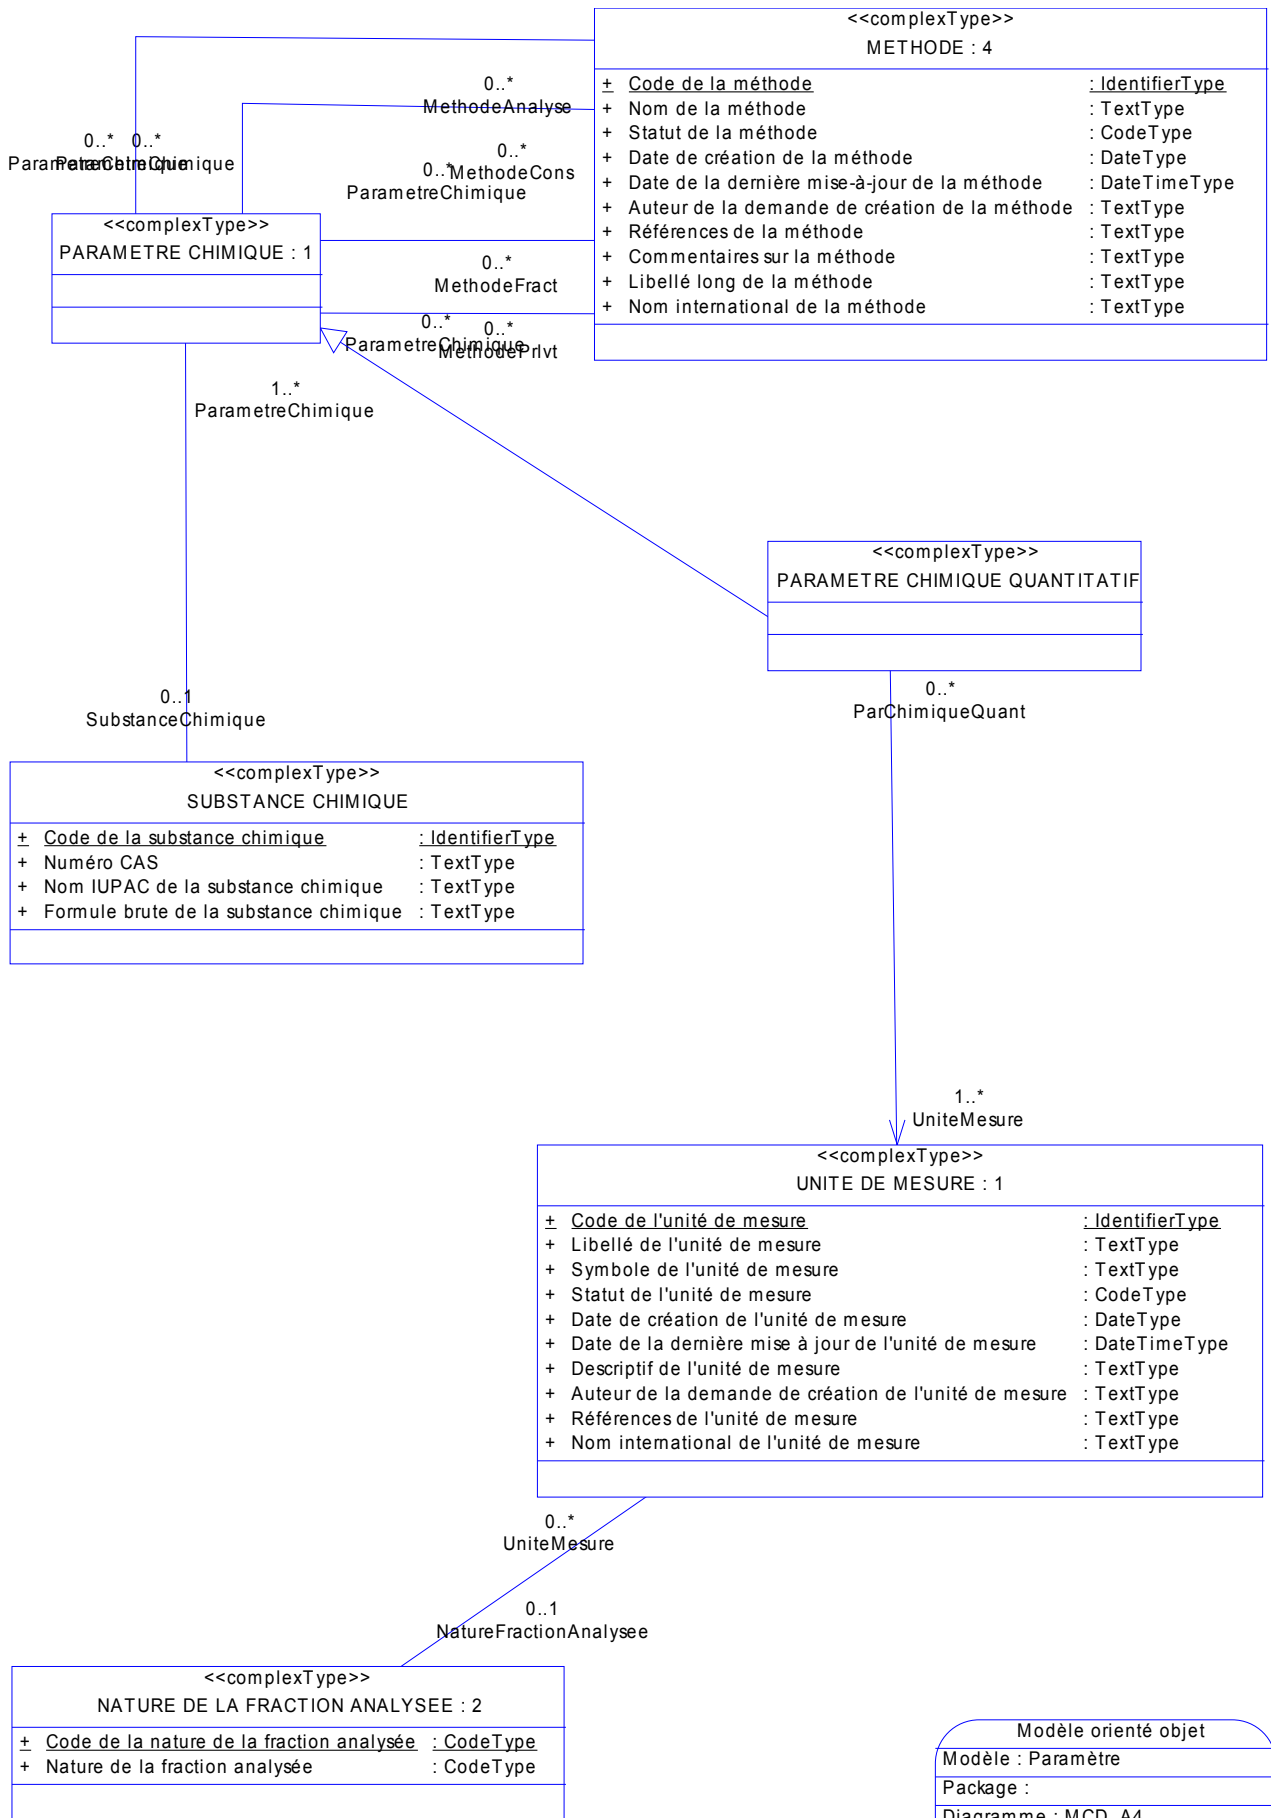 <<complexType>>
METHODE : 4
+ Code de la méthode : IdentifierType
+ Nom de la méthode : TextType
+ Statut de la méthode : CodeType
+ Date de création de la méthode : DateType
+ Date de la dernière mise-à-jour de la méthode : DateTimeType
+ Auteur de la demande de création de la méthode : TextType
+ Références de la méthode : TextType
+ Commentaires sur la méthode : TextType
+ Libellé long de la méthode : TextType
+ Nom international de la méthode : TextType
0..*
MethodeAnalyse
0..* 0..*
ParametreChimique
ParametreChimique
0..*
MethodeCons
0..*
ParametreChimique
<<complexType>>
PARAMETRE CHIMIQUE : 1
0..*
MethodeFract
0..*
ParametreChimique
0..*
MethodePrlvt
1..*
ParametreChimique
<<complexType>>
PARAMETRE CHIMIQUE QUANTITATIF
0..*
ParChimiqueQuant
0..1
SubstanceChimique
<<complexType>>
SUBSTANCE CHIMIQUE
+ Code de la substance chimique : IdentifierType
+ Numéro CAS : TextType
+ Nom IUPAC de la substance chimique : TextType
+ Formule brute de la substance chimique : TextType
1..*
UniteMesure
<<complexType>>
UNITE DE MESURE : 1
+ Code de l'unité de mesure : IdentifierType
+ Libellé de l'unité de mesure : TextType
+ Symbole de l'unité de mesure : TextType
+ Statut de l'unité de mesure : CodeType
+ Date de création de l'unité de mesure : DateType
+ Date de la dernière mise à jour de l'unité de mesure : DateTimeType
+ Descriptif de l'unité de mesure : TextType
+ Auteur de la demande de création de l'unité de mesure : TextType
+ Références de l'unité de mesure : TextType
+ Nom international de l'unité de mesure : TextType
0..*
UniteMesure
0..1
NatureFractionAnalysee
<<complexType>>
NATURE DE LA FRACTION ANALYSEE : 2
+ Code de la nature de la fraction analysée : CodeType
+ Nature de la fraction analysée : CodeType
Modèle orienté objet
Modèle : Paramètre
Package :
Diagramme : MCD_A4